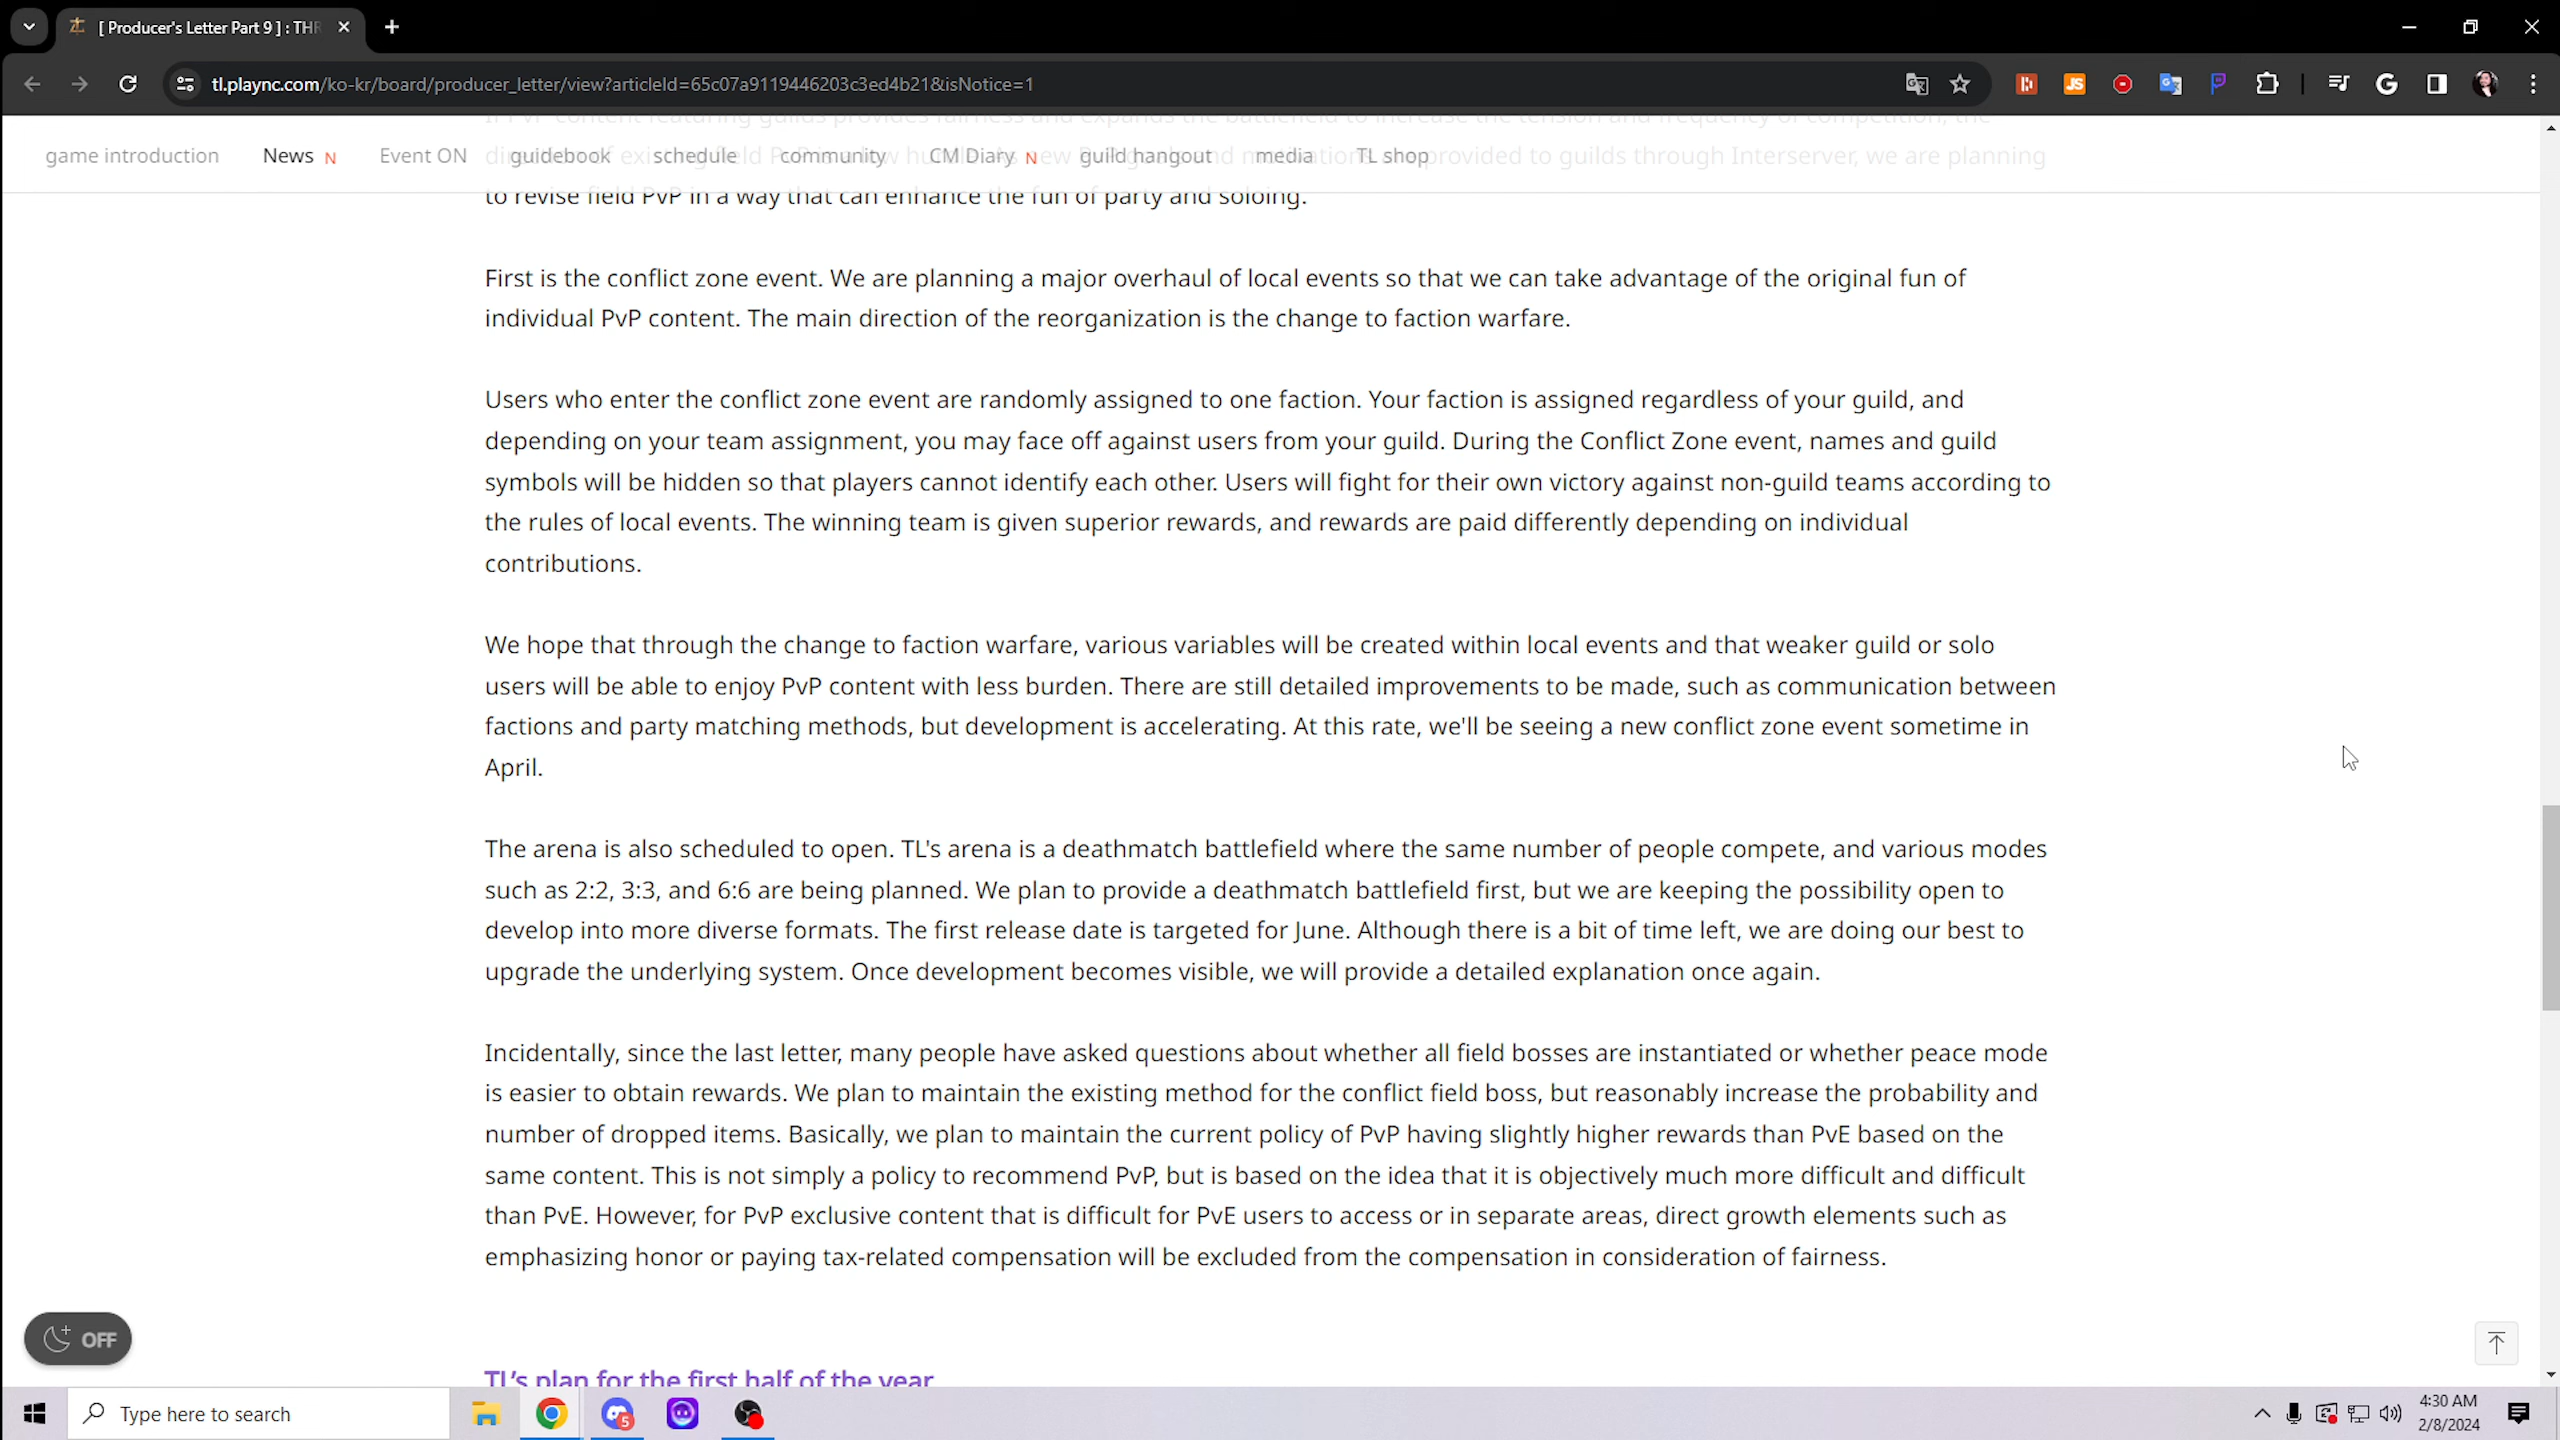 [ Producer's Letter Part 9 ] : THR
tl.plaync.com/ko-kr/board/producer_letter/view?articleId=65c07a9119446203c3ed4b21&isNotice=1
game introduction News N Event ON guidebook schedule community CM Diary N guild hangout media TL shop
to revise field PvP in a way that can enhance the fun of party and soloing.
First is the conflict zone event. We are planning a major overhaul of local events so that we can take advantage of the original fun of
individual PvP content. The main direction of the reorganization is the change to faction warfare.
Users who enter the conflict zone event are randomly assigned to one faction. Your faction is assigned regardless of your guild, and
depending on your team assignment, you may face off against users from your guild. During the Conflict Zone event, names and guild
symbols will be hidden so that players cannot identify each other. Users will fight for their own victory against non-guild teams according to
the rules of local events. The winning team is given superior rewards, and rewards are paid differently depending on individual
contributions.
We hope that through the change to faction warfare, various variables will be created within local events and that weaker guild or solo
users will be able to enjoy PvP content with less burden. There are still detailed improvements to be made, such as communication between
factions and party matching methods, but development is accelerating. At this rate, we'll be seeing a new conflict zone event sometime in
April.
The arena is also scheduled to open. TL's arena is a deathmatch battlefield where the same number of people compete, and various modes
such as 2:2, 3:3, and 6:6 are being planned. We plan to provide a deathmatch battlefield first, but we are keeping the possibility open to
develop into more diverse formats. The first release date is targeted for June. Although there is a bit of time left, we are doing our best to
upgrade the underlying system. Once development becomes visible, we will provide a detailed explanation once again.
Incidentally, since the last letter, many people have asked questions about whether all field bosses are instantiated or whether peace mode
is easier to obtain rewards. We plan to maintain the existing method for the conflict field boss, but reasonably increase the probability and
number of dropped items. Basically, we plan to maintain the current policy of PvP having slightly higher rewards than PvE based on the
same content. This is not simply a policy to recommend PvP, but is based on the idea that it is objectively much more difficult and difficult
than PvE. However, for PvP exclusive content that is difficult for PvE users to access or in separate areas, direct growth elements such as
emphasizing honor or paying tax-related compensation will be excluded from the compensation in consideration of fairness.
OFF
TL's plan for the first half of the year
Type here to search
5
4:30 AM
2/8/2024